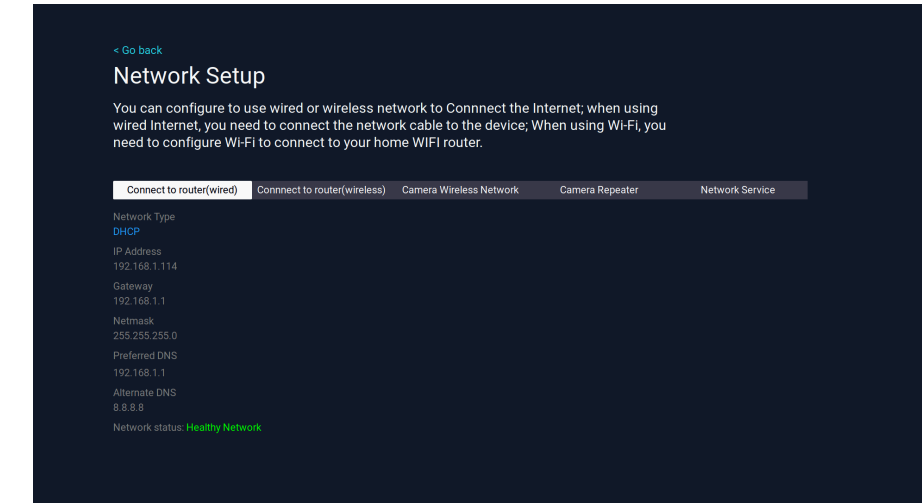 < Go back
Network Setup
You can configure to use wired or wireless network to Connnect the Internet; when using
wired Internet, you need to connect the network cable to the device; When using Wi-Fi, you
need to configure Wi-Fi to connect to your home WIFI router.
Connect to router(wired) Connnect to router(wireless) Camera Wireless Network Camera Repeater Network Service
Network Type
DHCP
IP Address
192.168.1.114
Gateway
192.168.1.1
Netmask
255.255.255.0
Preferred DNS
192.168.1.1
Alternate DNS
8.8.8.8
Network status: Healthy Network